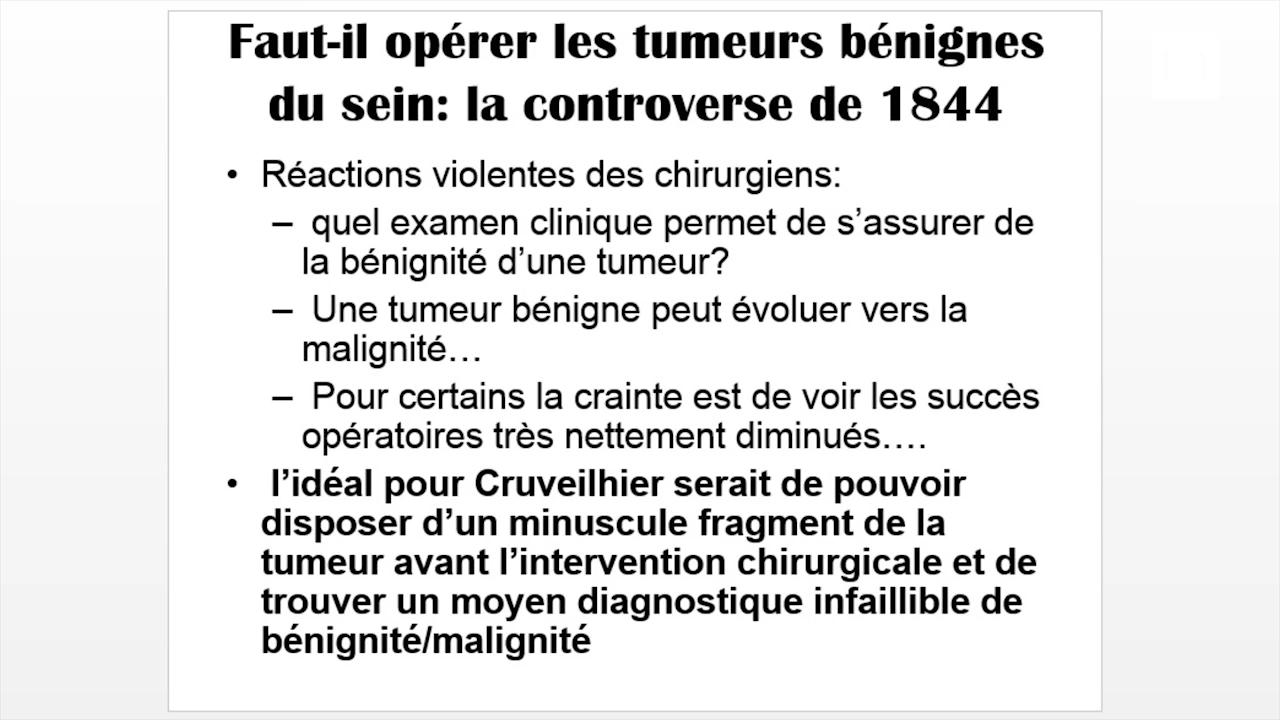 Faut-il opérer les tumeurs bénignes
du sein: la controverse de 1844
• Réactions violentes des chirurgiens:
– quel examen clinique permet de s’assurer de
la bénignité d’une tumeur?
– Une tumeur bénigne peut évoluer vers la
malignité…
– Pour certains la crainte est de voir les succès
opératoires très nettement diminués….
• l’idéal pour Cruveilhier serait de pouvoir
disposer d’un minuscule fragment de la
tumeur avant l’intervention chirurgicale et de
trouver un moyen diagnostique infaillible de
bénignité/malignité